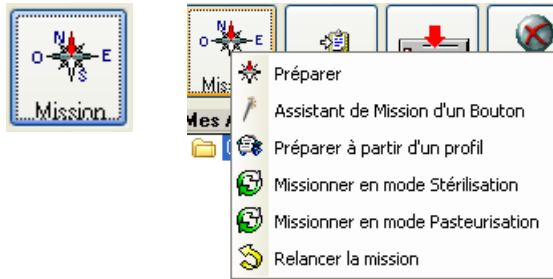 N
O E
S
Mission
N
O E
Mis
Préparer
Assistant de Mission d'un Bouton
Mes
Préparer à partir d'un profil
Missionner en mode Stérilisation
Missionner en mode Pasteurisation
Relancer la mission